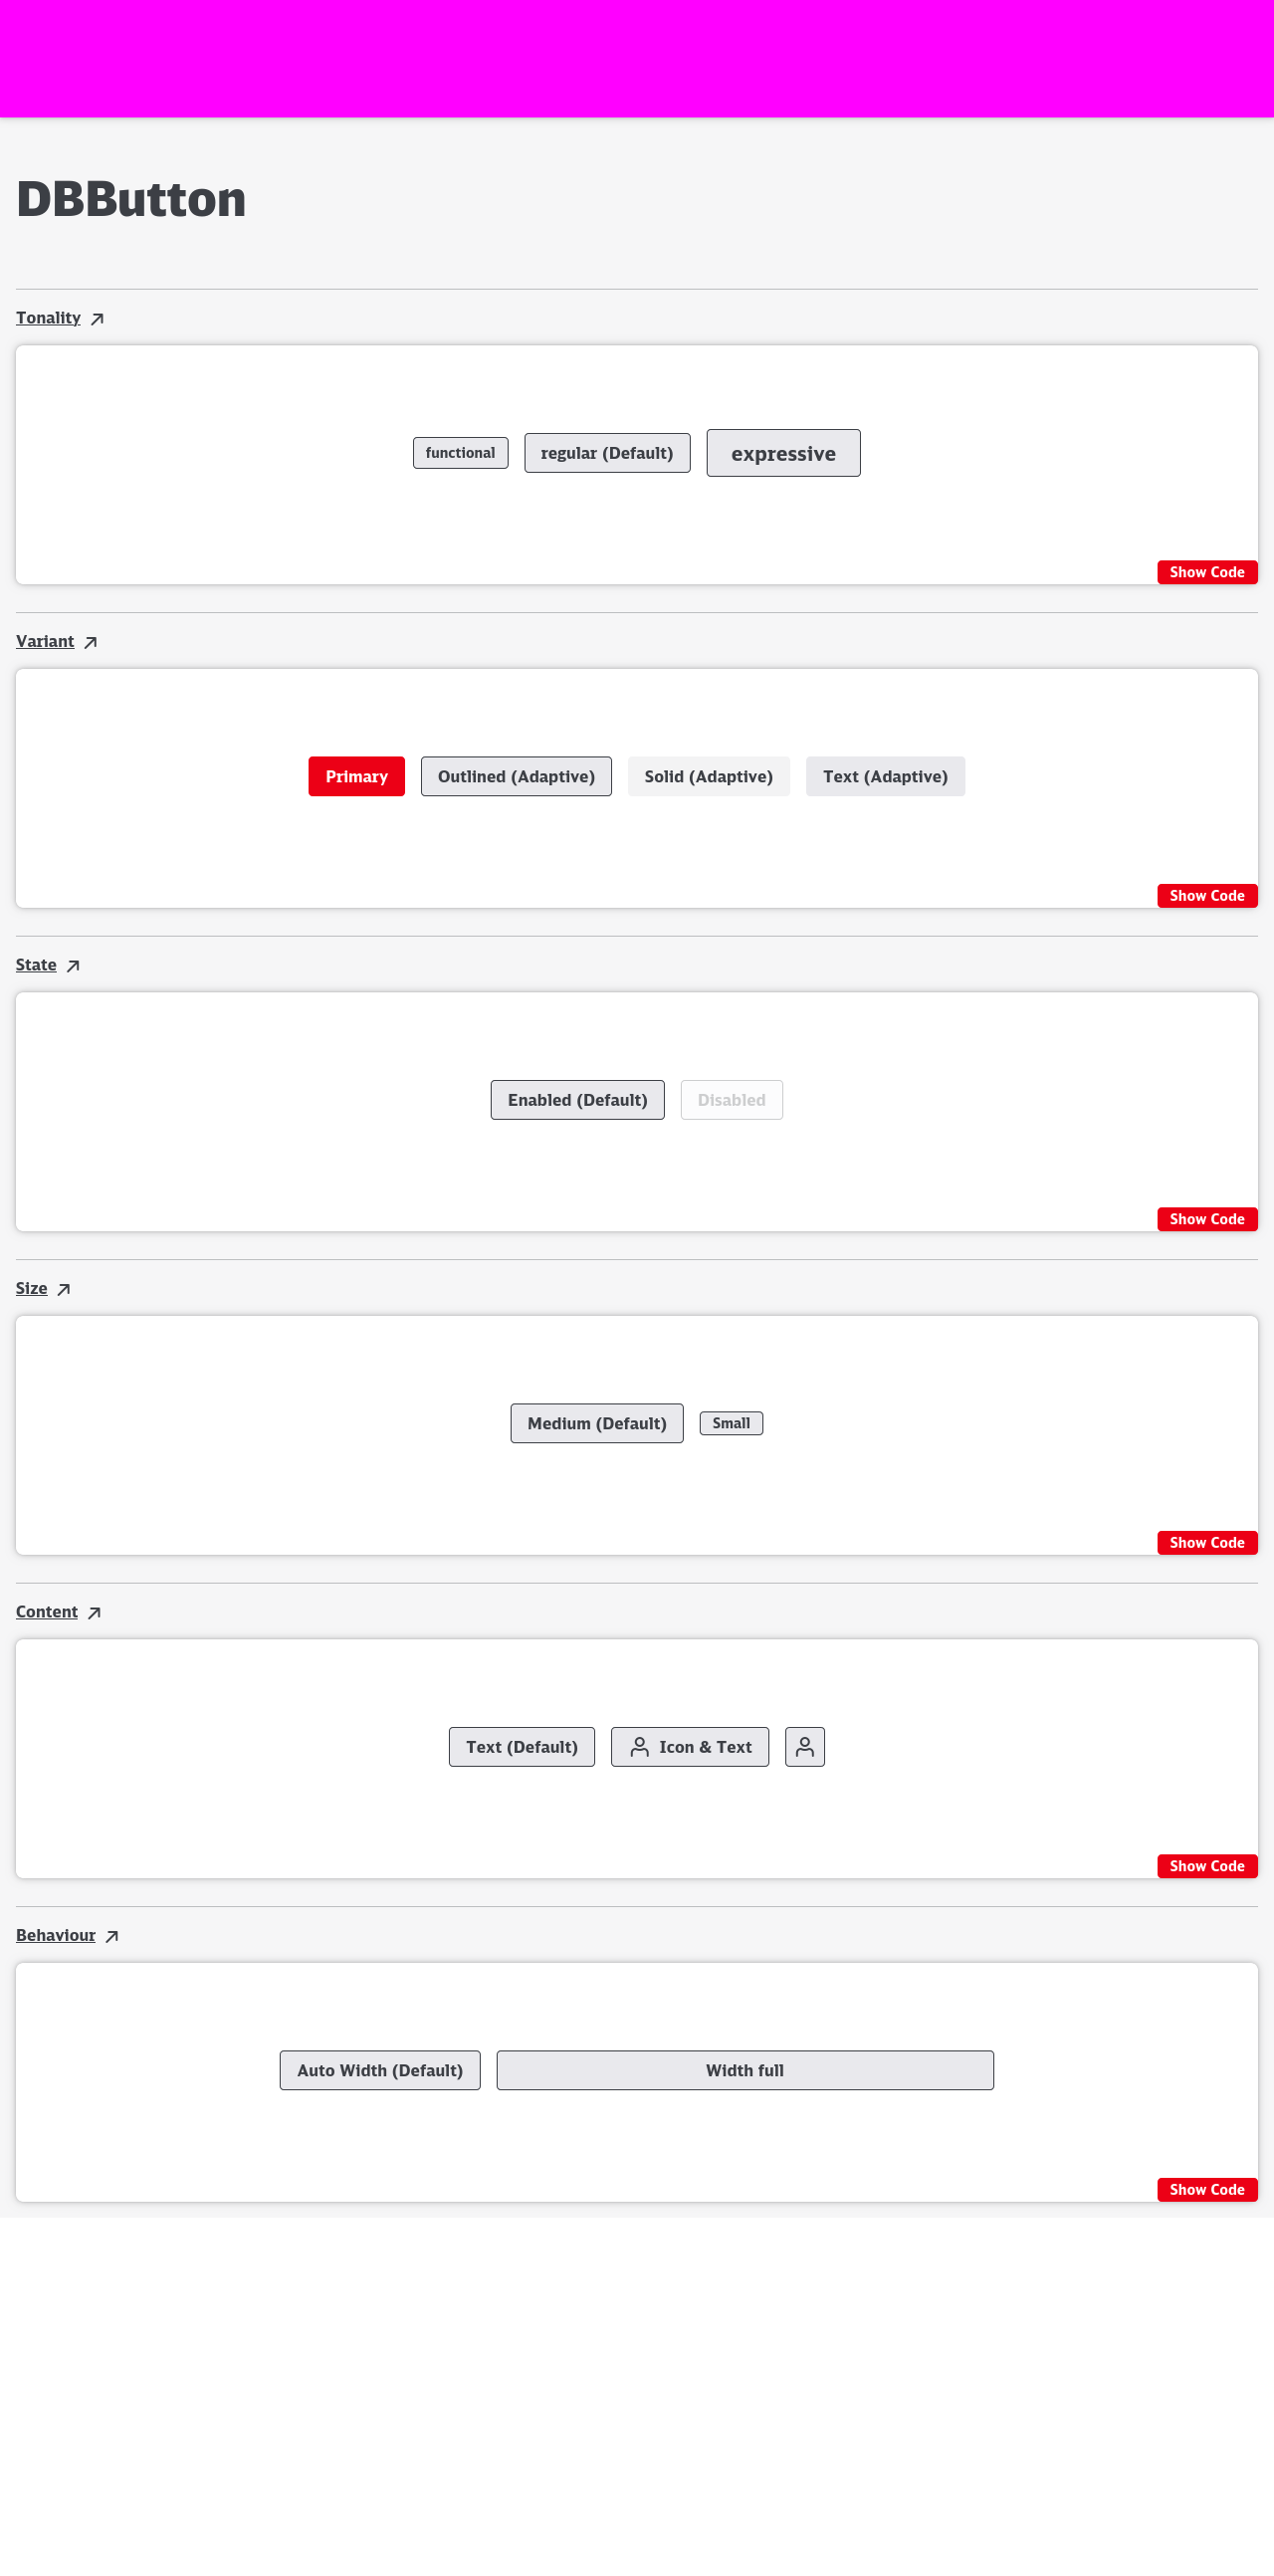 DBButton
Tonality
functional regular (Default) expressive
Show Code
Variant
Primary Outlined (Adaptive) Solid (Adaptive) Text (Adaptive)
Show Code
State
Enabled (Default) Disabled
Show Code
Size
Medium (Default) Small
Show Code
Content
Text (Default) Icon & Text
Show Code
Behaviour
Auto Width (Default) Width full
Show Code